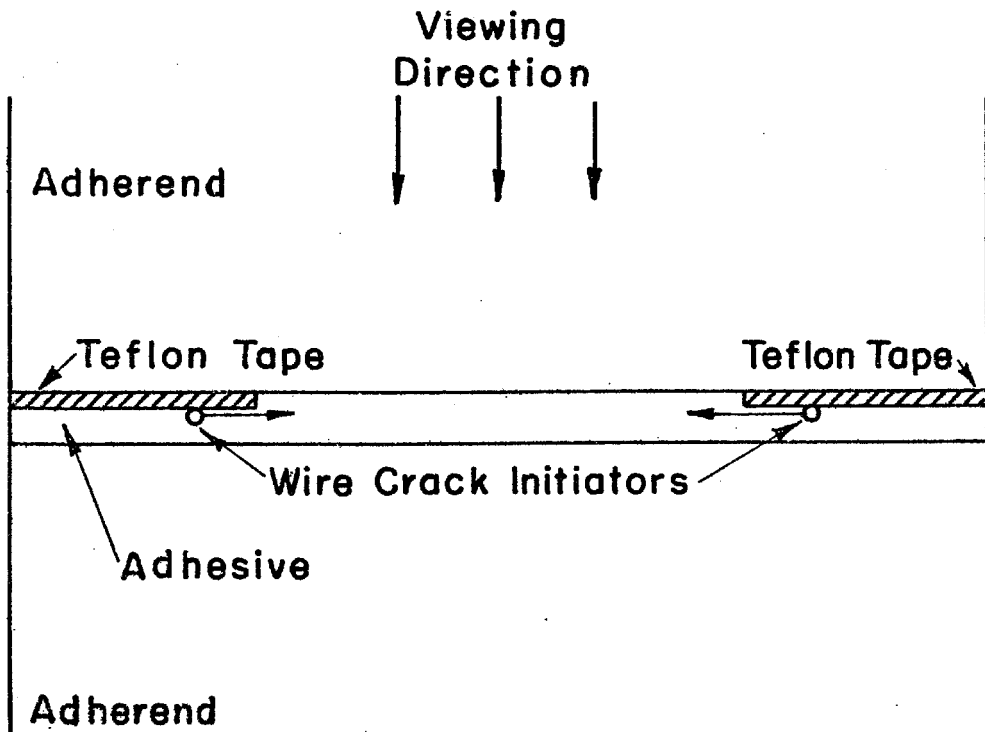 Viewing
Direction
Adherend
Teflon Tape
Teflon Tape
Wire Crack Initiators
Adhesive
Adherend